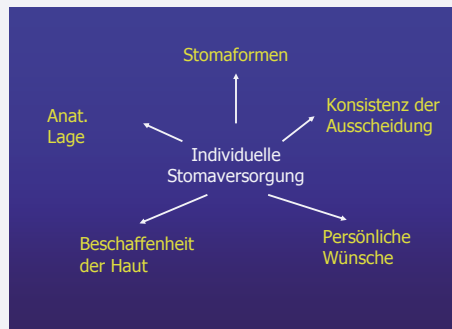 Stomaformen
Anat.
Lage
Konsistenz der
Ausscheidung
Individuelle
Stomaversorgung
Beschaffenheit
der Haut
Persönliche
Wünsche